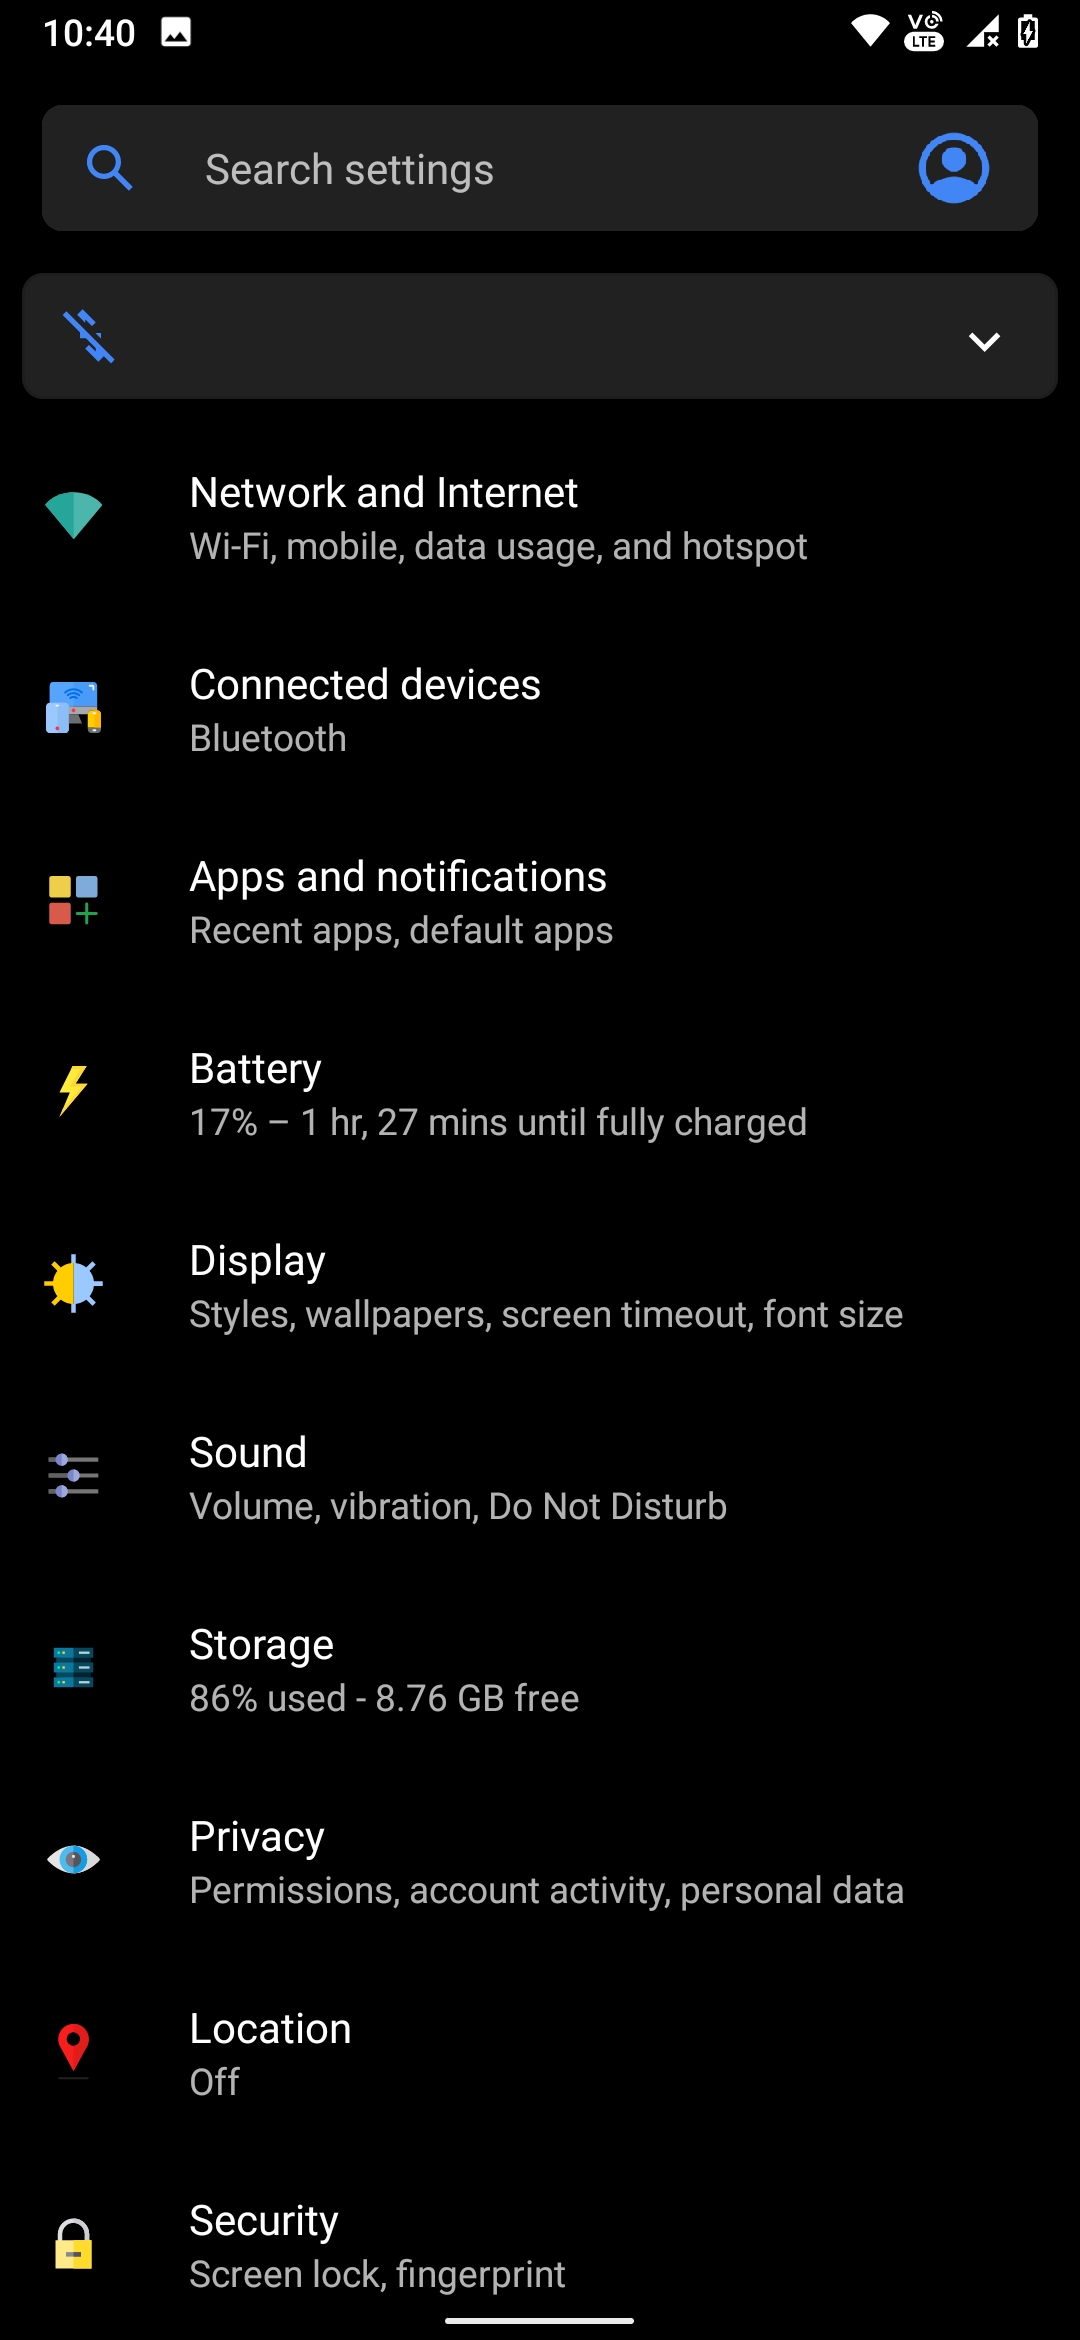 10:40
VO
LTE
Search settings
Network and Internet
Wi-Fi, mobile, data usage, and hotspot
Connected devices
Bluetooth
Apps and notifications
Recent apps, default apps
Battery
17% – 1 hr, 27 mins until fully charged
Display
Styles, wallpapers, screen timeout, font size
Sound
Volume, vibration, Do Not Disturb
Storage
86% used - 8.76 GB free
Privacy
Permissions, account activity, personal data
Location
Off
Security
Screen lock, fingerprint